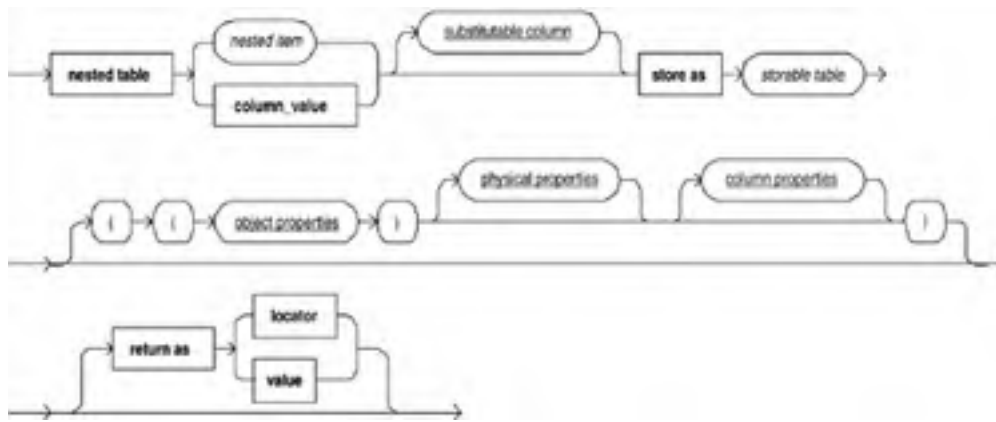 nested item
substitutable column
nested table
store as
storable table
column_value
physical properties
column properties
( ( object properties ) )
locator
return as
value